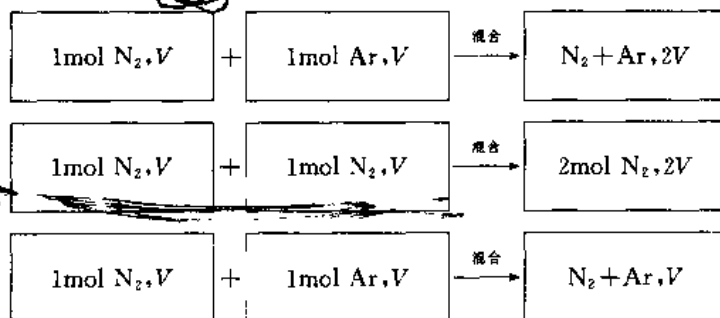 1mol N₂,V + 1mol Ar,V 混合 → N₂+Ar,2V
1mol N₂,V + 1mol N₂,V 混合 → 2mol N₂,2V
1mol N₂,V + 1mol Ar,V 混合 → N₂+Ar,V